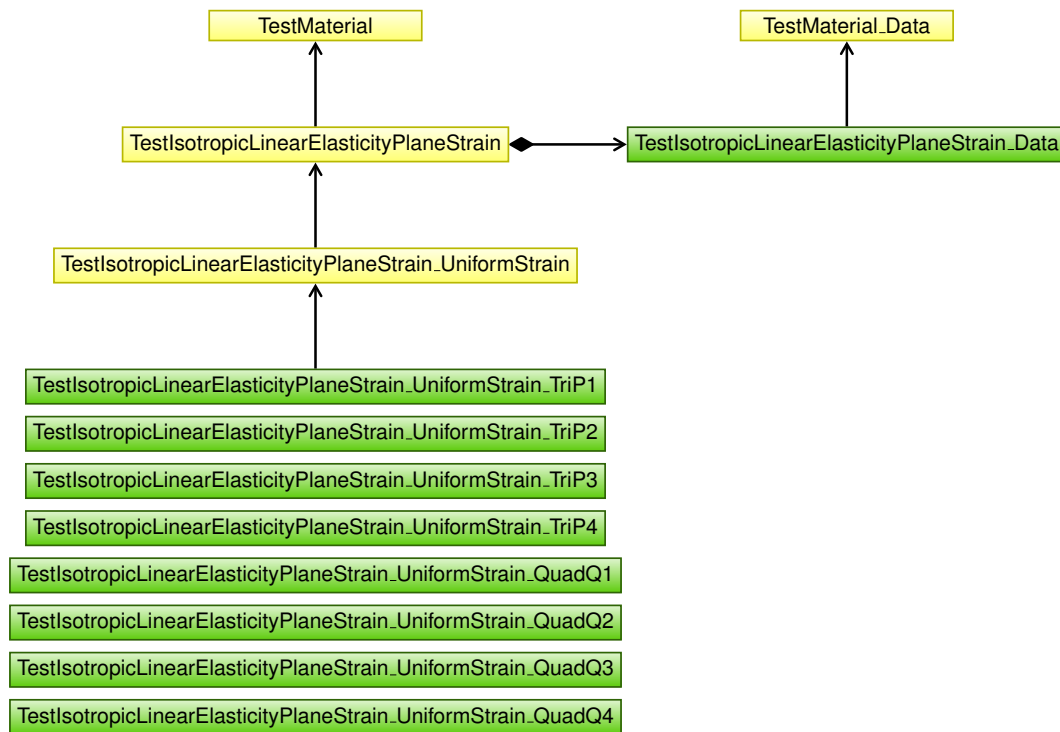 TestMaterial
TestMaterial_Data
TestIsotropicLinearElasticityPlaneStrain
TestIsotropicLinearElasticityPlaneStrain_Data
TestIsotropicLinearElasticityPlaneStrain_UniformStrain
TestIsotropicLinearElasticityPlaneStrain_UniformStrain_TriP1
TestIsotropicLinearElasticityPlaneStrain_UniformStrain_TriP2
TestIsotropicLinearElasticityPlaneStrain_UniformStrain_TriP3
TestIsotropicLinearElasticityPlaneStrain_UniformStrain_TriP4
TestIsotropicLinearElasticityPlaneStrain_UniformStrain_QuadQ1
TestIsotropicLinearElasticityPlaneStrain_UniformStrain_QuadQ2
TestIsotropicLinearElasticityPlaneStrain_UniformStrain_QuadQ3
TestIsotropicLinearElasticityPlaneStrain_UniformStrain_QuadQ4